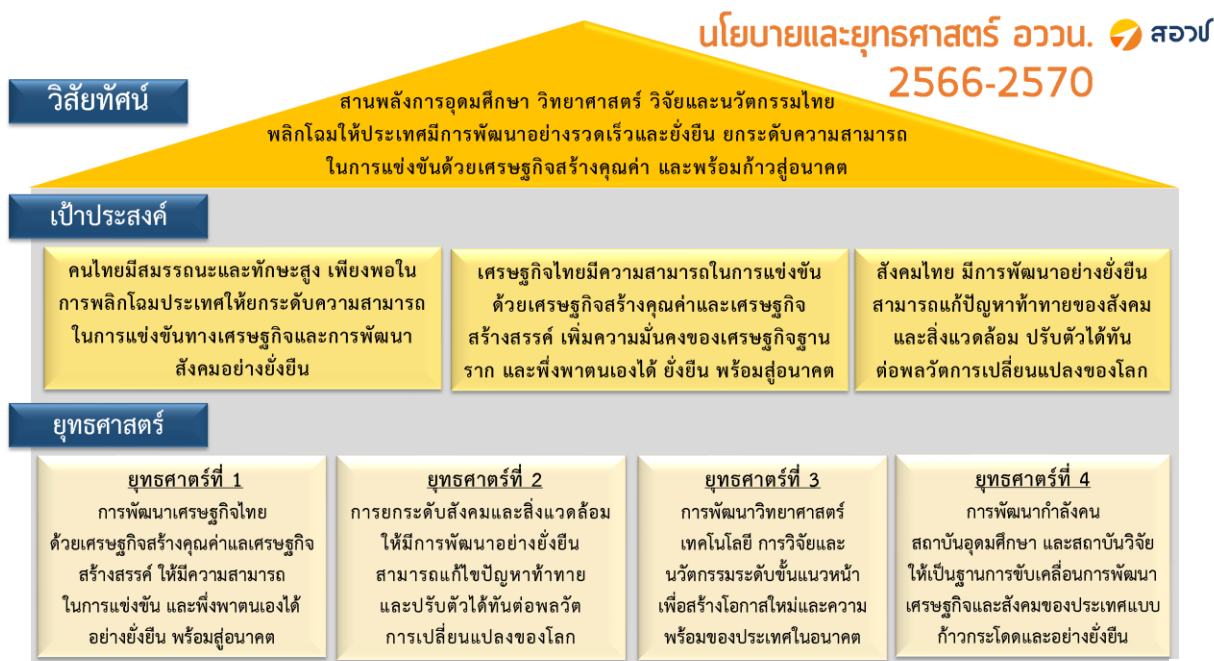 นโยบายและยุทธศาสตร์ อววน.
สอวช
2566-2570
วิสัยทัศน์
สานพลังการอุดมศึกษา วิทยาศาสตร์ วิจัยและนวัตกรรมไทย
พลิกโฉมให้ประเทศมีการพัฒนาอย่างรวดเร็วและยั่งยืน ยกระดับความสามารถ
ในการแข่งขันด้วยเศรษฐกิจสร้างคุณค่า และพร้อมก้าวสู่อนาคต
เป้าประสงค์
คนไทยมีสมรรถนะและทักษะสูง เพียงพอใน
การพลิกโฉมประเทศให้ยกระดับความสามารถ
ในการแข่งขันทางเศรษฐกิจและการพัฒนา
สังคมอย่างยั่งยืน
เศรษฐกิจไทยมีความสามารถในการแข่งขัน
ด้วยเศรษฐกิจสร้างคุณค่าและเศรษฐกิจ
สร้างสรรค์ เพิ่มความมั่นคงของเศรษฐกิจฐาน
ราก และพึ่งพาตนเองได้ ยั่งยืน พร้อมสู่อนาคต
สังคมไทย มีการพัฒนาอย่างยั่งยืน
สามารถแก้ปัญหาท้าทายของสังคม
และสิ่งแวดล้อม ปรับตัวได้ทัน
ต่อพลวัตการเปลี่ยนแปลงของโลก
ยุทธศาสตร์
ยุทธศาตร์ที่ 1
การพัฒนาเศรษฐกิจไทย
ด้วยเศรษฐกิจสร้างคุณค่าแลเศรษฐกิจ
สร้างสรรค์ ให้มีความสามารถ
ในการแข่งขัน และพึ่งพาตนเองได้
อย่างยั่งยืน พร้อมสู่อนาคต
ยุทธศาตร์ที่ 2
การยกระดับสังคมและสิ่งแวดล้อม
ให้มีการพัฒนาอย่างยั่งยืน
สามารถแก้ไขปัญหาท้าทาย
และปรับตัวได้ทันต่อพลวัต
การเปลี่ยนแปลงของโลก
ยุทธศาตร์ที่ 3
การพัฒนาวิทยาศาสตร์
เทคโนโลยี การวิจัยและ
นวัตกรรมระดับขั้นแนวหน้า
เพื่อสร้างโอกาสใหม่และความ
พร้อมของประเทศในอนาคต
ยุทธศาตร์ที่ 4
การพัฒนากำลังคน
สถาบันอุดมศึกษา และสถาบันวิจัย
ให้เป็นฐานการขับเคลื่อนการพัฒนา
เศรษฐกิจและสังคมของประเทศแบบ
ก้าวกระโดดและอย่างยั่งยืน